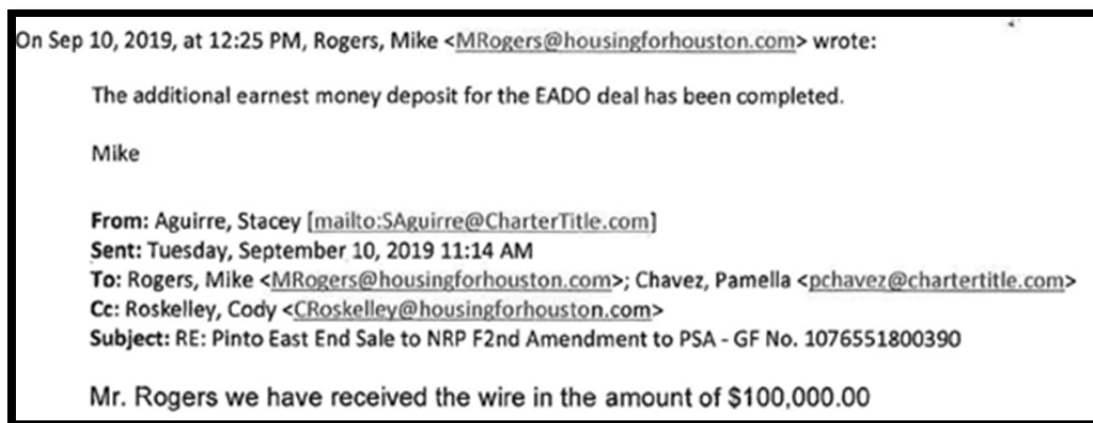 On Sep 10, 2019, at 12:25 PM, Rogers, Mike <MRogers@housingforhouston.com> wrote:
The additional earnest money deposit for the EADO deal has been completed.
Mike
From: Aguirre, Stacey [mailto:SAguirre@CharterTitle.com]
Sent: Tuesday, September 10, 2019 11:14 AM
To: Rogers, Mike <MRogers@housingforhouston.com>; Chavez, Pamella <pchavez@chartertitle.com>
Cc: Roskelley, Cody <CRoskelley@housingforhouston.com>
Subject: RE: Pinto East End Sale to NRP F2nd Amendment to PSA - GF No. 1076551800390
Mr. Rogers we have received the wire in the amount of $100,000.00